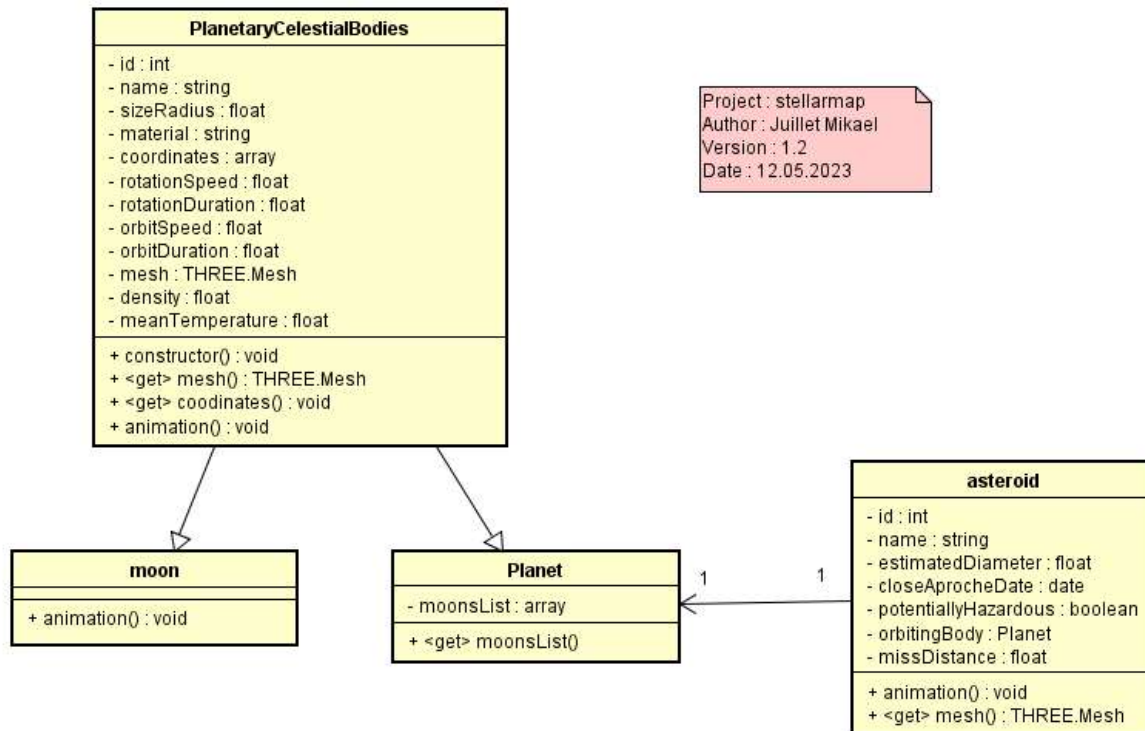 PlanetaryCelestialBodies
- id : int
- name : string
- sizeRadius : float
- material : string
- coordinates : array
- rotationSpeed : float
- rotationDuration : float
- orbitSpeed : float
- orbitDuration : float
- mesh : THREE.Mesh
- density : float
- meanTemperature : float
+ constructor() : void
+ <get> mesh() : THREE.Mesh
+ <get> coodinates() : void
+ animation() : void
Project : stellarmap
Author : Juillet Mikael
Version : 1.2
Date : 12.05.2023
moon
+ animation() : void
Planet
- moonsList : array
+ <get> moonsList()
1
1
asteroid
- id : int
- name : string
- estimatedDiameter : float
- closeAprocheDate : date
- potentiallyHazardous : boolean
- orbitingBody : Planet
- missDistance : float
+ animation() : void
+ <get> mesh() : THREE.Mesh